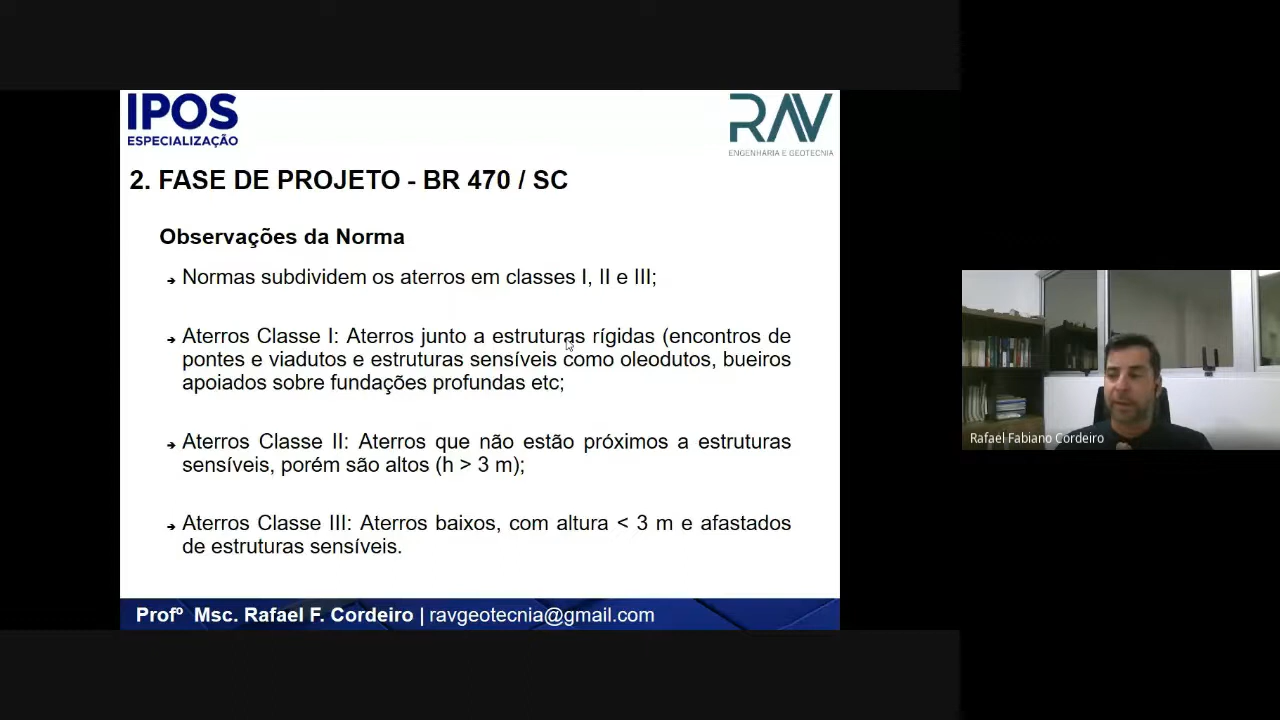 IPOS
ESPECIALIZAÇÃO
RAV
ENGENHARIA E GEOTECNIA
2. FASE DE PROJETO - BR 470 / SC
Observações da Norma
➔ Normas subdividem os aterros em classes I, II e III;
➔ Aterros Classe I: Aterros junto a estruturas rígidas (encontros de
pontes e viadutos e estruturas sensíveis como oleodutos, bueiros
apoiados sobre fundações profundas etc;
➔ Aterros Classe II: Aterros que não estão próximos a estruturas
sensíveis, porém são altos (h > 3 m);
➔ Aterros Classe III: Aterros baixos, com altura < 3 m e afastados
de estruturas sensíveis.
Profº Msc. Rafael F. Cordeiro | ravgeotecnia@gmail.com
Rafael Fabiano Cordeiro